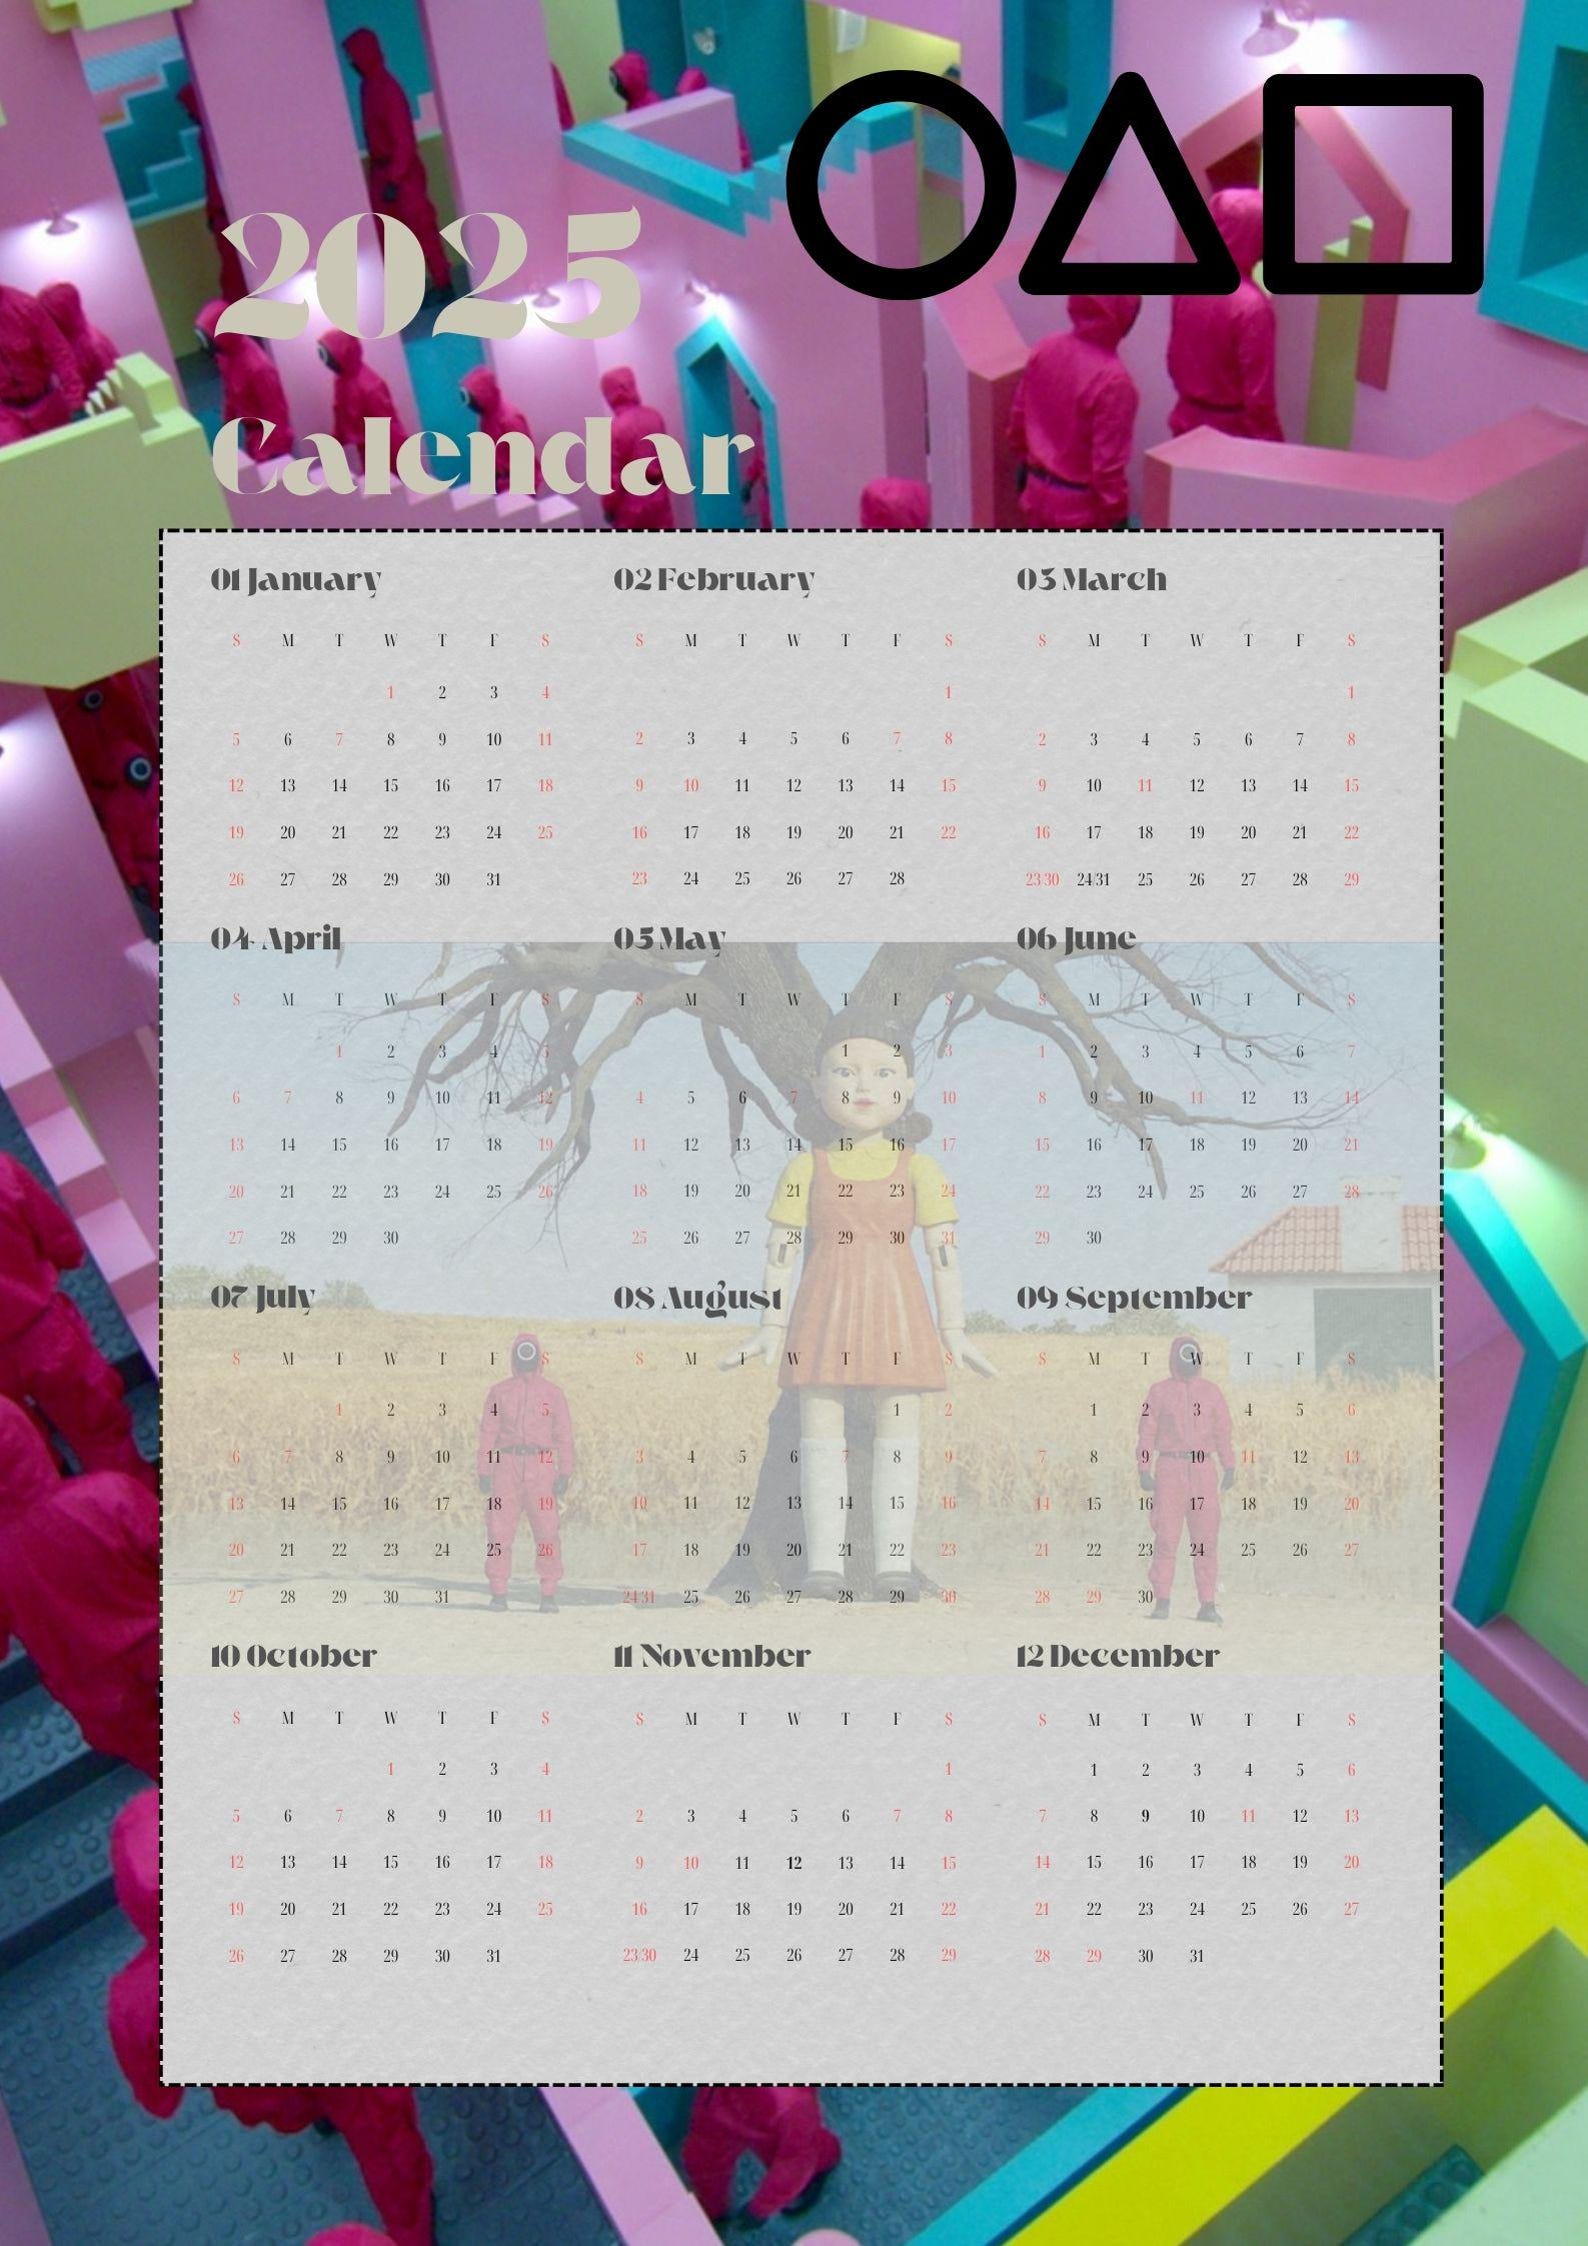 2025
Calendar
01 January
S M T W T F S
1 2 3 4
5 6 7 8 9 10 11
12 13 14 15 16 17 18
19 20 21 22 23 24 25
26 27 28 29 30 31
02 February
S M T W T F S
1
2 3 4 5 6 7 8
9 10 11 12 13 14 15
16 17 18 19 20 21 22
23 24 25 26 27 28
03 March
S M T W T F S
1
2 3 4 5 6 7 8
9 10 11 12 13 14 15
16 17 18 19 20 21 22
23/30 24/31 25 26 27 28 29
04 April
S M T W T F S
1 2 3 4 5
6 7 8 9 10 11 12
13 14 15 16 17 18 19
20 21 22 23 24 25 26
27 28 29 30
05 May
S M T W T F S
1 2 3
4 5 6 7 8 9 10
11 12 13 14 15 16 17
18 19 20 21 22 23 24
25 26 27 28 29 30 31
06 June
S M T W T F S
1 2 3 4 5 6 7
8 9 10 11 12 13 14
15 16 17 18 19 20 21
22 23 24 25 26 27 28
29 30
07 July
S M T W T F S
1 2 3 4 5
6 7 8 9 10 11 12
13 14 15 16 17 18 19
20 21 22 23 24 25 26
27 28 29 30 31
08 August
S M T W T F S
1 2
3 4 5 6 7 8 9
10 11 12 13 14 15 16
17 18 19 20 21 22 23
24/31 25 26 27 28 29 30
09 September
S M T W T F S
1 2 3 4 5 6
7 8 9 10 11 12 13
14 15 16 17 18 19 20
21 22 23 24 25 26 27
28 29 30
10 October
S M T W T F S
1 2 3 4
5 6 7 8 9 10 11
12 13 14 15 16 17 18
19 20 21 22 23 24 25
26 27 28 29 30 31
11 November
S M T W T F S
1
2 3 4 5 6 7 8
9 10 11 12 13 14 15
16 17 18 19 20 21 22
23/30 24 25 26 27 28 29
12 December
S M T W T F S
1 2 3 4 5 6
7 8 9 10 11 12 13
14 15 16 17 18 19 20
21 22 23 24 25 26 27
28 29 30 31